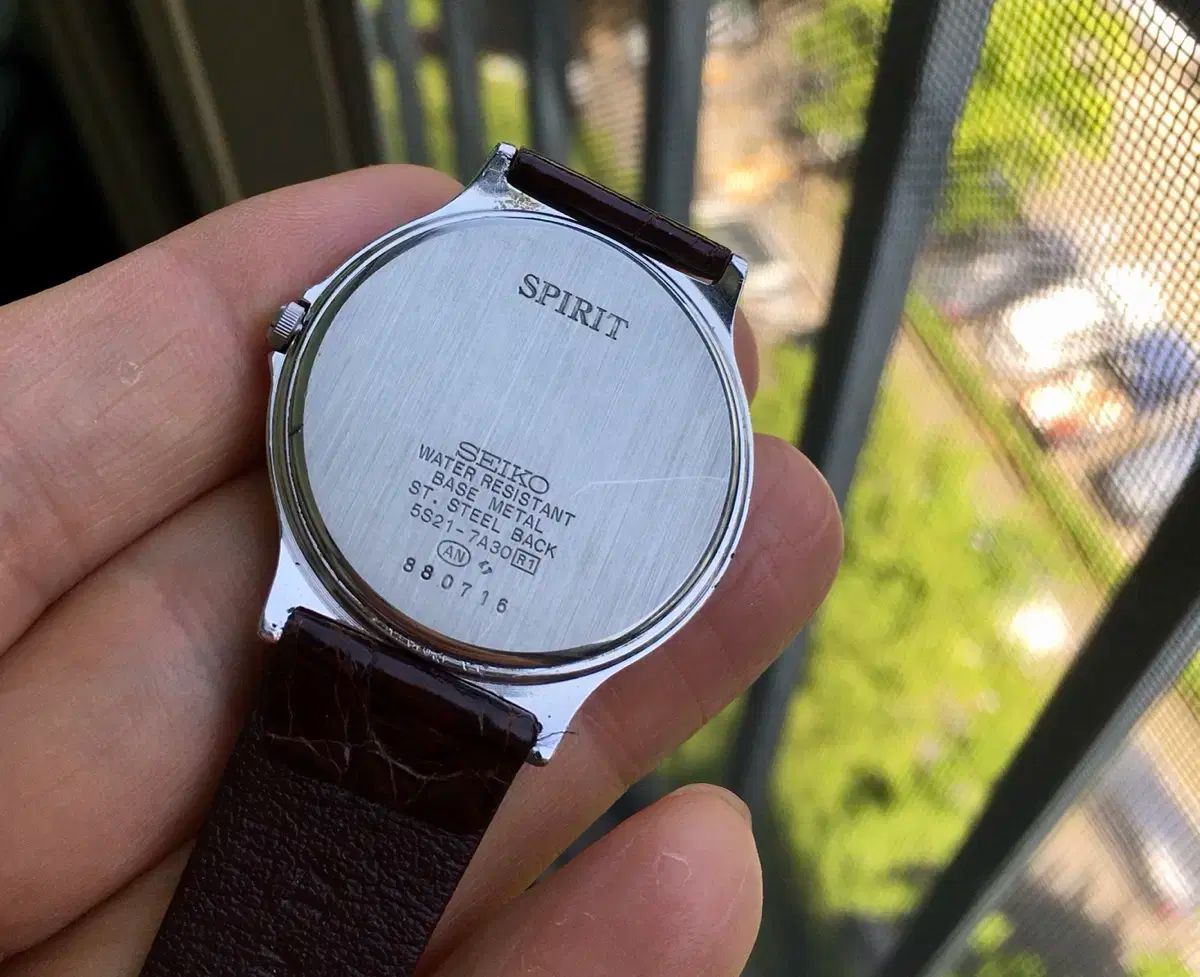 SPIRIT
SEIKO
WATER RESISTANT
BASE METAL
ST. STEEL BACK
5S21-7A30 R1
AN
880716